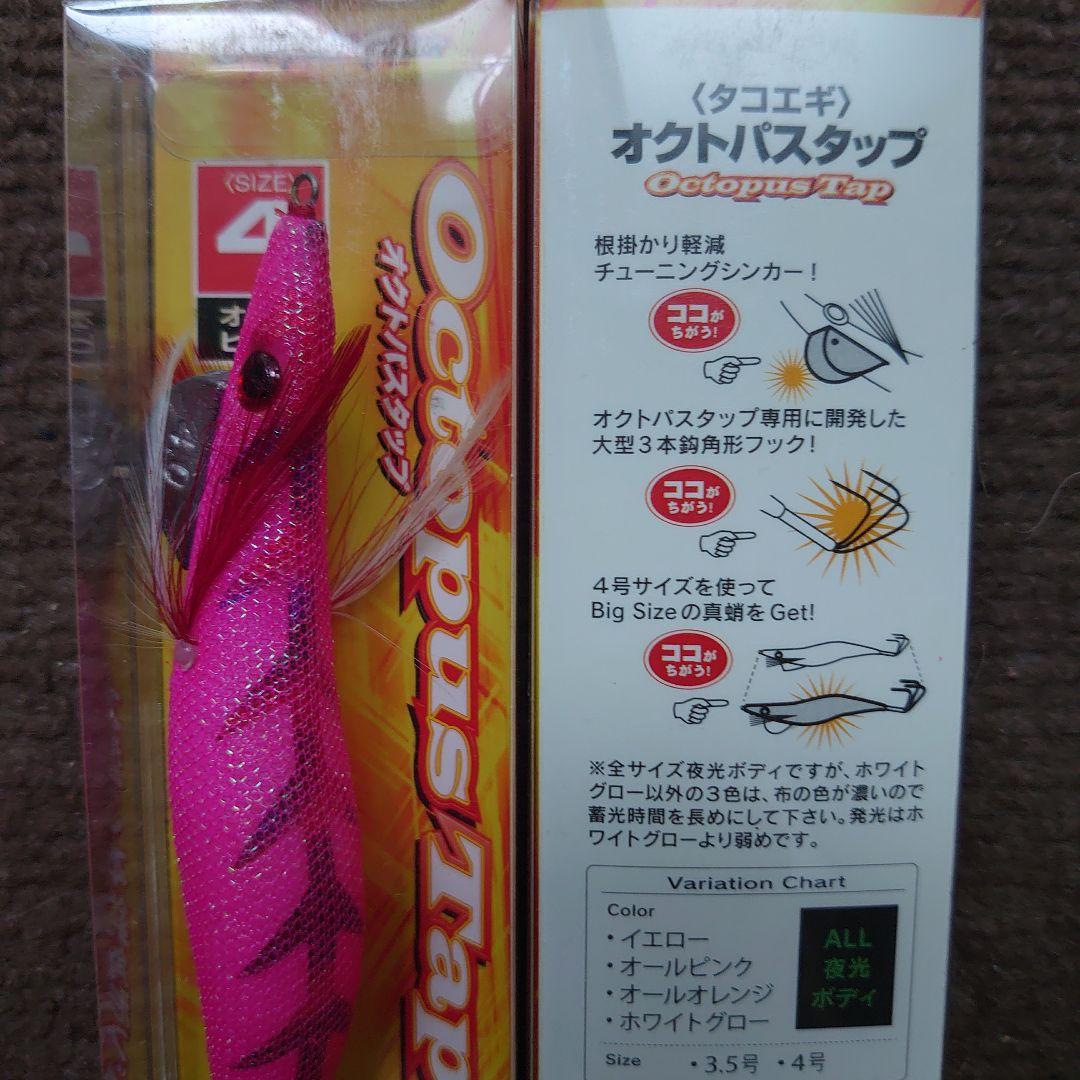 〈SIZE〉
4
オ
ピ
4.0
Octopus Tap
オクトパスタップ
〈タコエギ〉
オクトパスタップ
Octopus Tap
根掛かり軽減
チューニングシンカー！
ココが
ちがう!
オクトパスタップ専用に開発した
大型3本鈎角形フック！
ココが
ちがう!
4号サイズを使って
Big Sizeの真蛸をGet!
ココが
ちがう!
※全サイズ夜光ボディですが、ホワイト
グロー以外の3色は、布の色が濃いので
蓄光時間を長めにして下さい。発光はホ
ワイトグローより弱めです。
Variation Chart
Color
・イエロー
・オールピンク
・オールオレンジ
・ホワイトグロー
ALL
夜光
ボディ
Size ・3.5号 ・4号